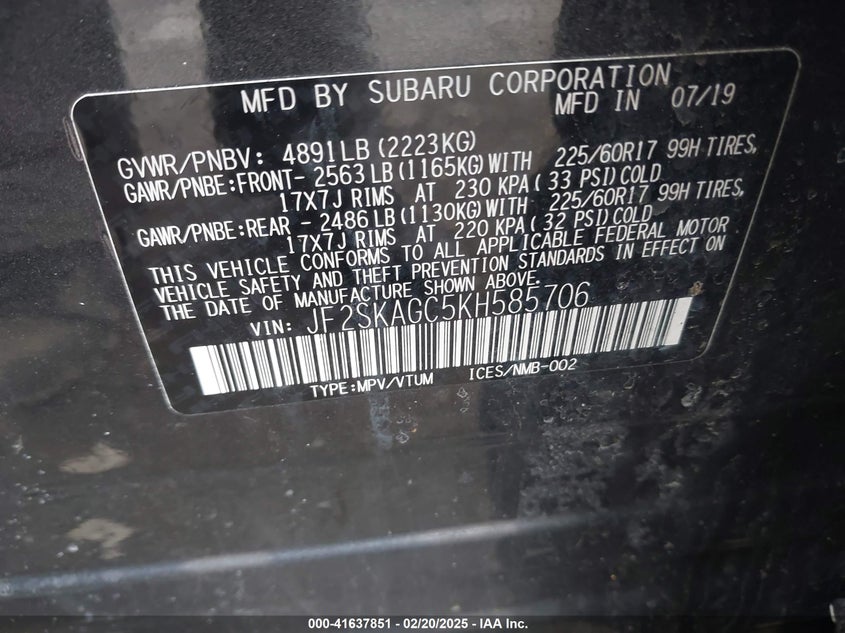 MFD BY SUBARU CORPORATION
MFD IN 07/19
GVWR/PNBV: 4891LB (2223KG)
GAWR/PNBE:FRONT- 2563 LB (1165KG) WITH 225/60R17 99H TIRES,
17X7J RIMS AT 230 KPA ( 33 PSI) COLD
GAWR/PNBE:REAR - 2486 LB (1130KG) WITH 225/60R17 99H TIRES,
17X7J RIMS AT 220 KPA ( 32 PSI) COLD
THIS VEHICLE CONFORMS TO ALL APPLICABLE FEDERAL MOTOR
VEHICLE SAFETY AND THEFT PREVENTION STANDARDS IN EFFECT ON
THE DATE OF MANUFACTURE SHOWN ABOVE.
VIN: JF2SKAGC5KH585706
TYPE:MPV/VTUM ICES/NMB-002
000-41637851 - 02/20/2025 - IAA Inc.